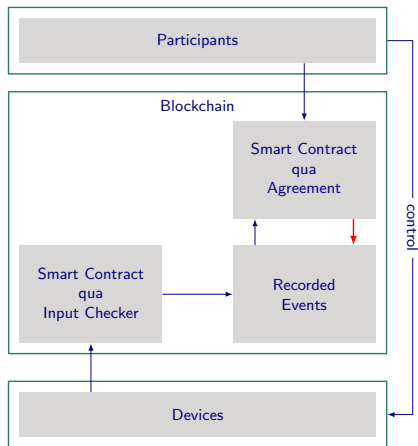 Participants
Blockchain
Smart Contract
qua
Agreement
control
Smart Contract
qua
Input Checker
Recorded
Events
Devices